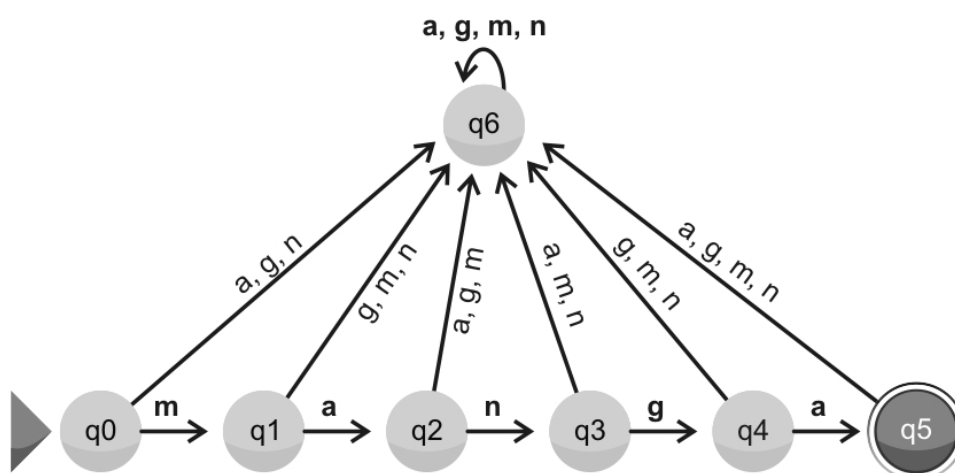 a, g, m, n
q6
a, g, n
g, m, n
a, g, m
a, m, n
g, m, n
a, g, m, n
m
a
n
g
a
q0
q1
q2
q3
q4
q5